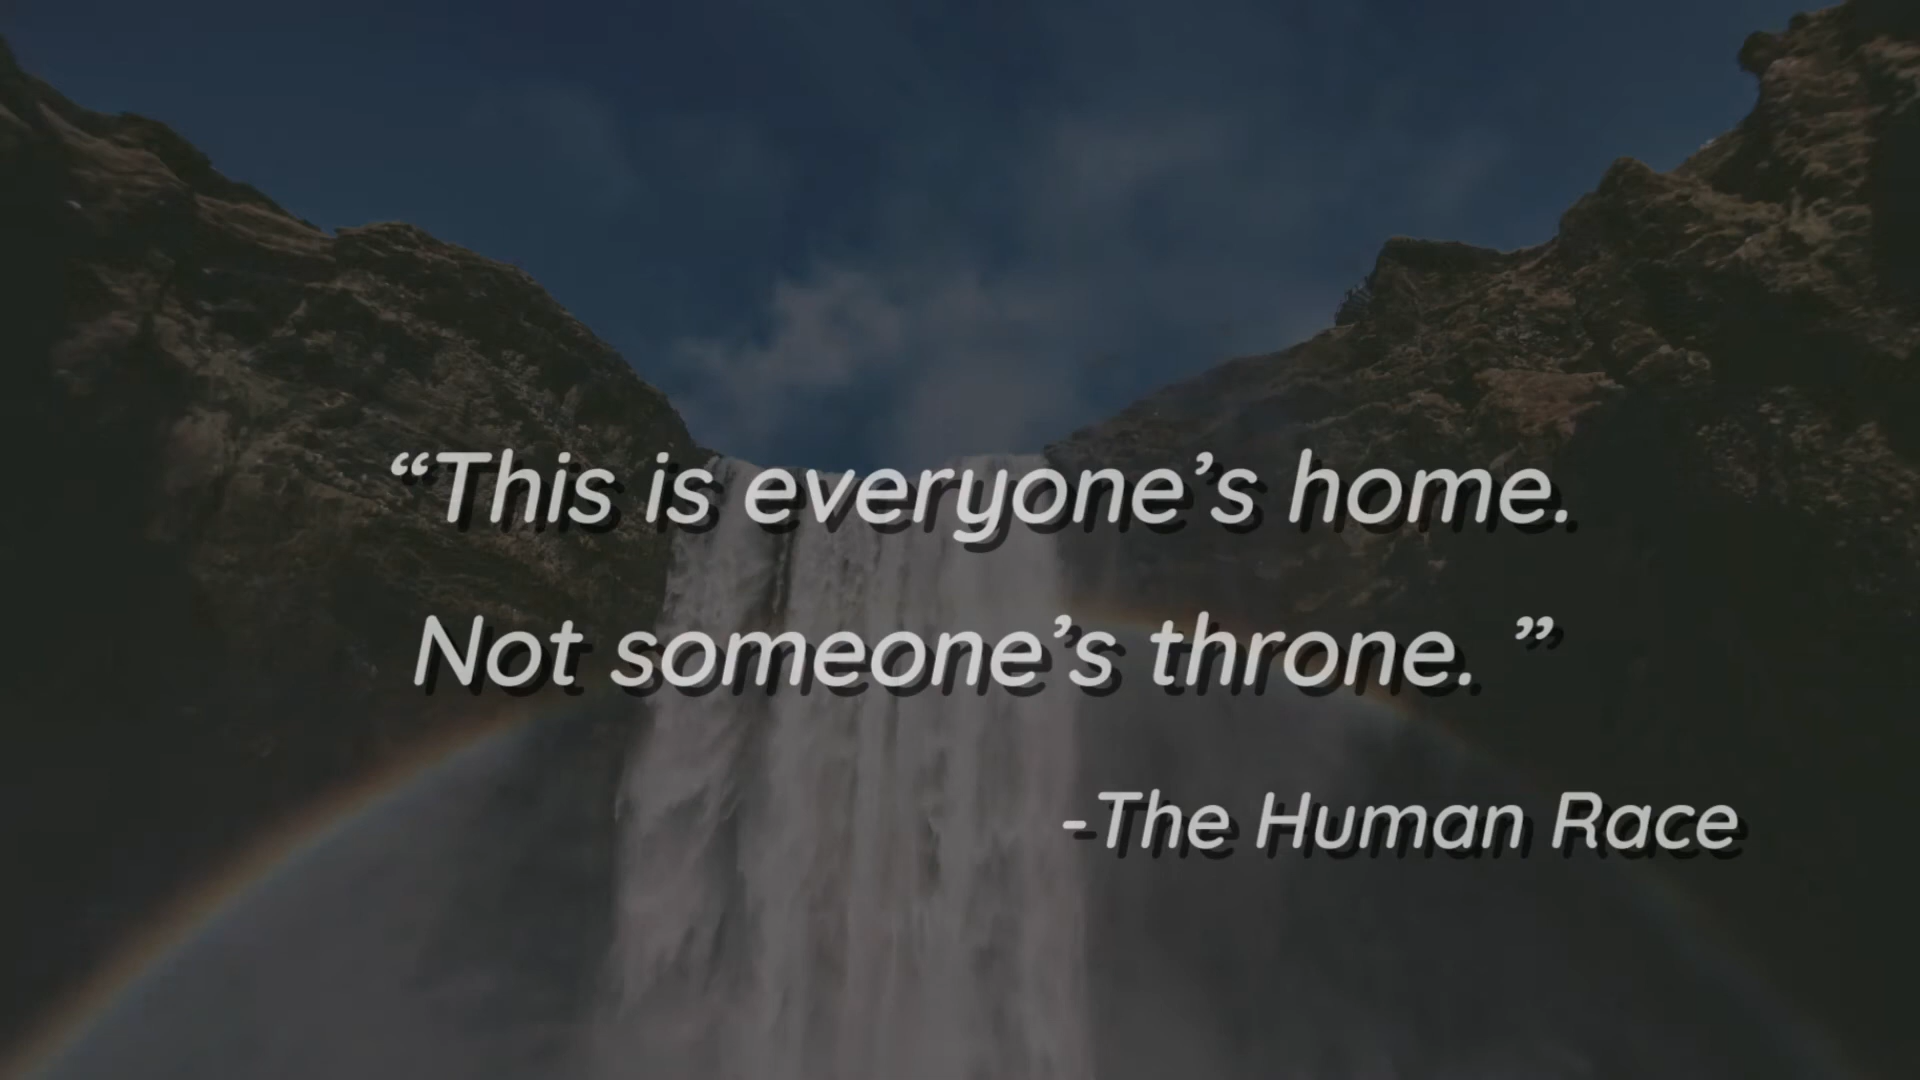 “This is everyone’s home.
Not someone’s throne. ”
-The Human Race